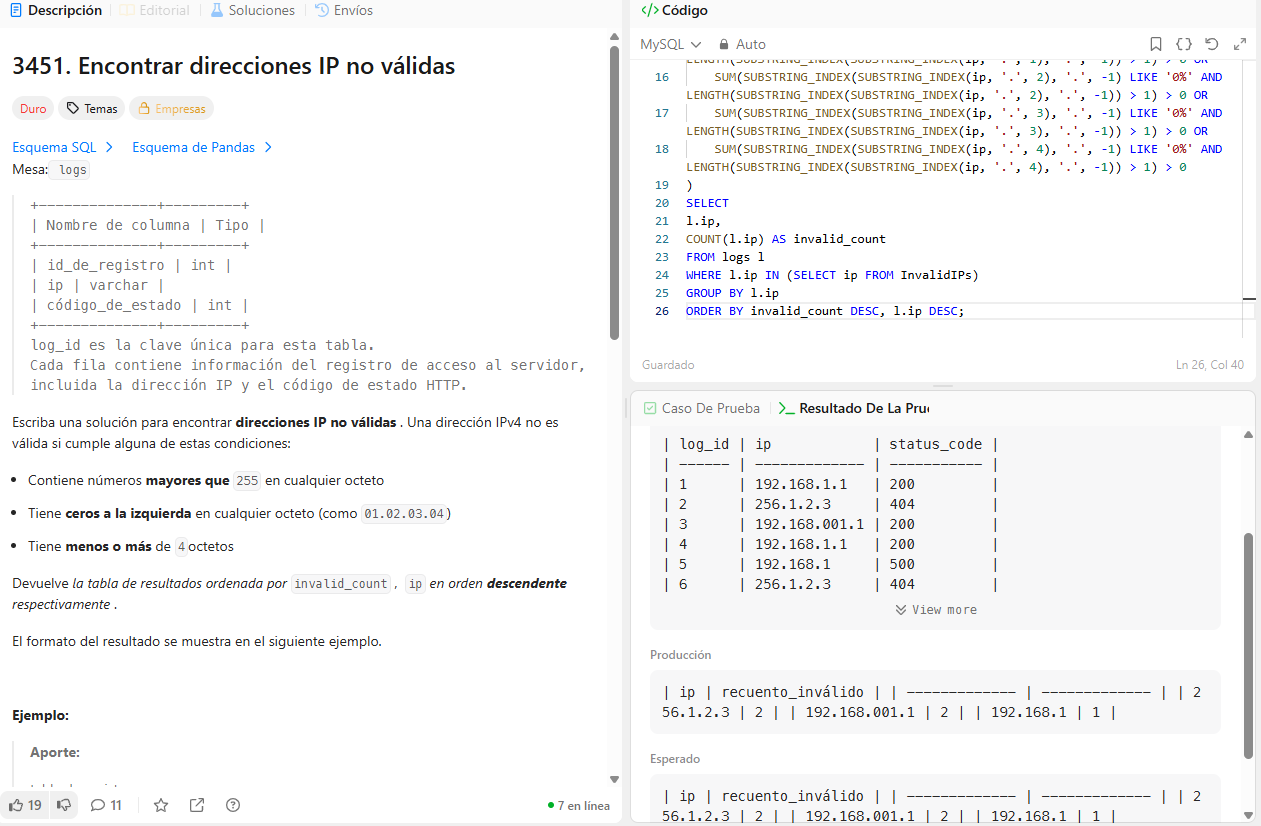 Descripción
Editorial
Soluciones
Envíos
3451. Encontrar direcciones IP no válidas
Duro
Temas
Empresas
Esquema SQL
Esquema de Pandas
Mesa: logs
+--------------+---------+
| Nombre de columna | Tipo |
+--------------+---------+
| id_de_registro | int |
| ip | varchar |
| código_de_estado | int |
+--------------+---------+
log_id es la clave única para esta tabla.
Cada fila contiene información del registro de acceso al servidor,
incluida la dirección IP y el código de estado HTTP.
Escriba una solución para encontrar direcciones IP no válidas . Una dirección IPv4 no es
válida si cumple alguna de estas condiciones:
• Contiene números mayores que 255 en cualquier octeto
• Tiene ceros a la izquierda en cualquier octeto (como 01.02.03.04)
• Tiene menos o más de 4 octetos
Devuelve la tabla de resultados ordenada por invalid_count , ip en orden descendente
respectivamente .
El formato del resultado se muestra en el siguiente ejemplo.
Ejemplo:
Aporte:
19
11
7 en línea
</> Código
MySQL
Auto
LENGTH(SUBSTRING_INDEX(SUBSTRING_INDEX(ip, '.', 1), '.', -1)) > 1) > 0 OR
16 SUM(SUBSTRING_INDEX(SUBSTRING_INDEX(ip, '.', 2), '.', -1) LIKE '0%' AND
LENGTH(SUBSTRING_INDEX(SUBSTRING_INDEX(ip, '.', 2), '.', -1)) > 1) > 0 OR
17 SUM(SUBSTRING_INDEX(SUBSTRING_INDEX(ip, '.', 3), '.', -1) LIKE '0%' AND
LENGTH(SUBSTRING_INDEX(SUBSTRING_INDEX(ip, '.', 3), '.', -1)) > 1) > 0 OR
18 SUM(SUBSTRING_INDEX(SUBSTRING_INDEX(ip, '.', 4), '.', -1) LIKE '0%' AND
LENGTH(SUBSTRING_INDEX(SUBSTRING_INDEX(ip, '.', 4), '.', -1)) > 1) > 0
19 )
20 SELECT
21 l.ip,
22 COUNT(l.ip) AS invalid_count
23 FROM logs l
24 WHERE l.ip IN (SELECT ip FROM InvalidIPs)
25 GROUP BY l.ip
26 ORDER BY invalid_count DESC, l.ip DESC;
Guardado
Ln 26, Col 40
Caso De Prueba
Resultado De La Pru
| log_id | ip | status_code |
| ------ | ------------- | ----------- |
| 1 | 192.168.1.1 | 200 |
| 2 | 256.1.2.3 | 404 |
| 3 | 192.168.001.1 | 200 |
| 4 | 192.168.1.1 | 200 |
| 5 | 192.168.1 | 500 |
| 6 | 256.1.2.3 | 404 |
View more
Producción
| ip | recuento_inválido | | ------------- | ------------- | | 2
56.1.2.3 | 2 | | 192.168.001.1 | 2 | | 192.168.1 | 1 |
Esperado
| ip | recuento_inválido | | ------------- | ------------- | | 2
56.1.2.3 | 2 | | 192.168.001.1 | 2 | | 192.168.1 | 1 |